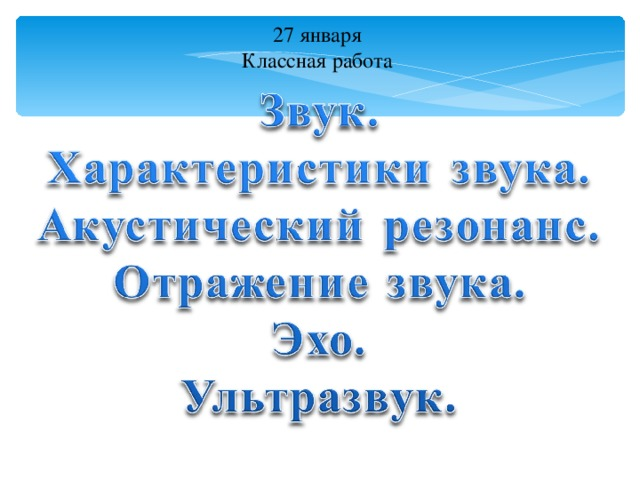 27 января
Классная работа
Звук.
Характеристики звука.
Акустический резонанс.
Отражение звука.
Эхо.
Ультразвук.